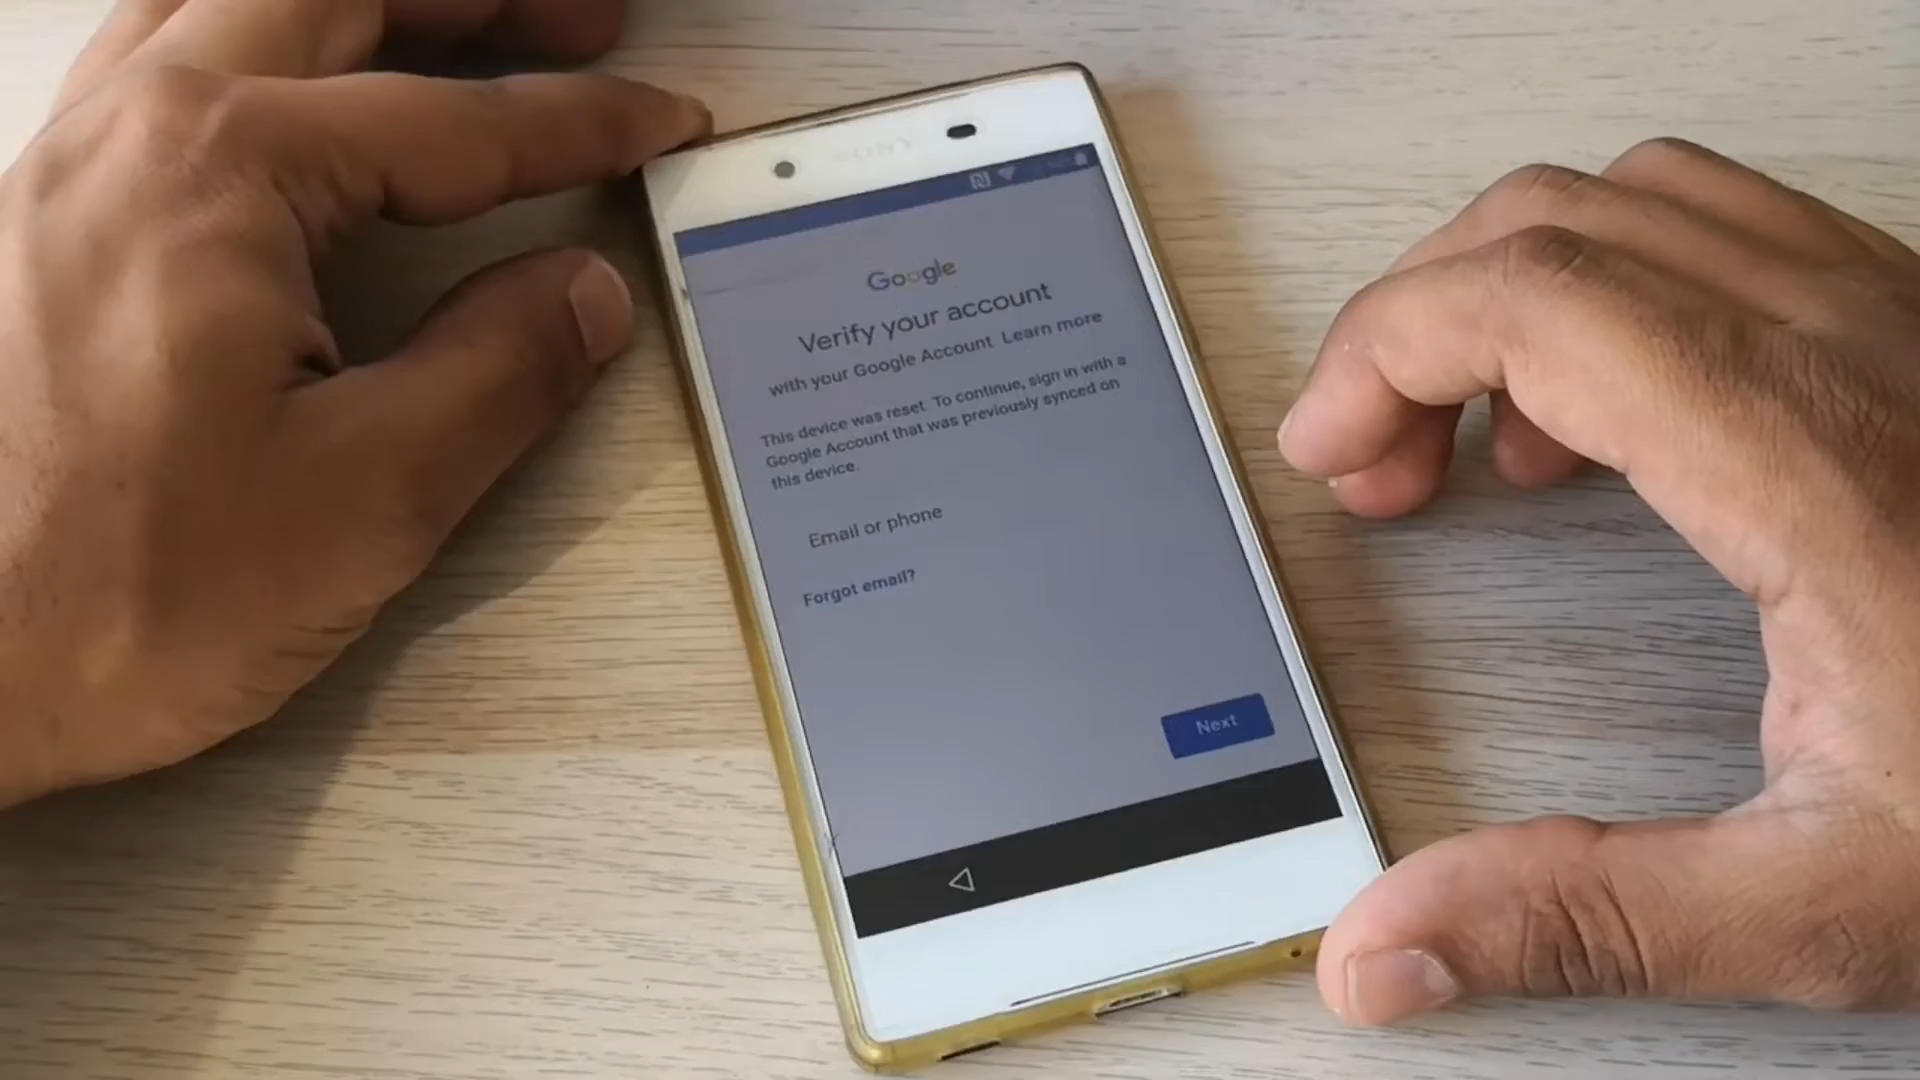 SONY
Google
Verify your account
with your Google Account. Learn more
This device was reset. To continue, sign in with a
Google Account that was previously synced on
this device.
Email or phone
Forgot email?
Next